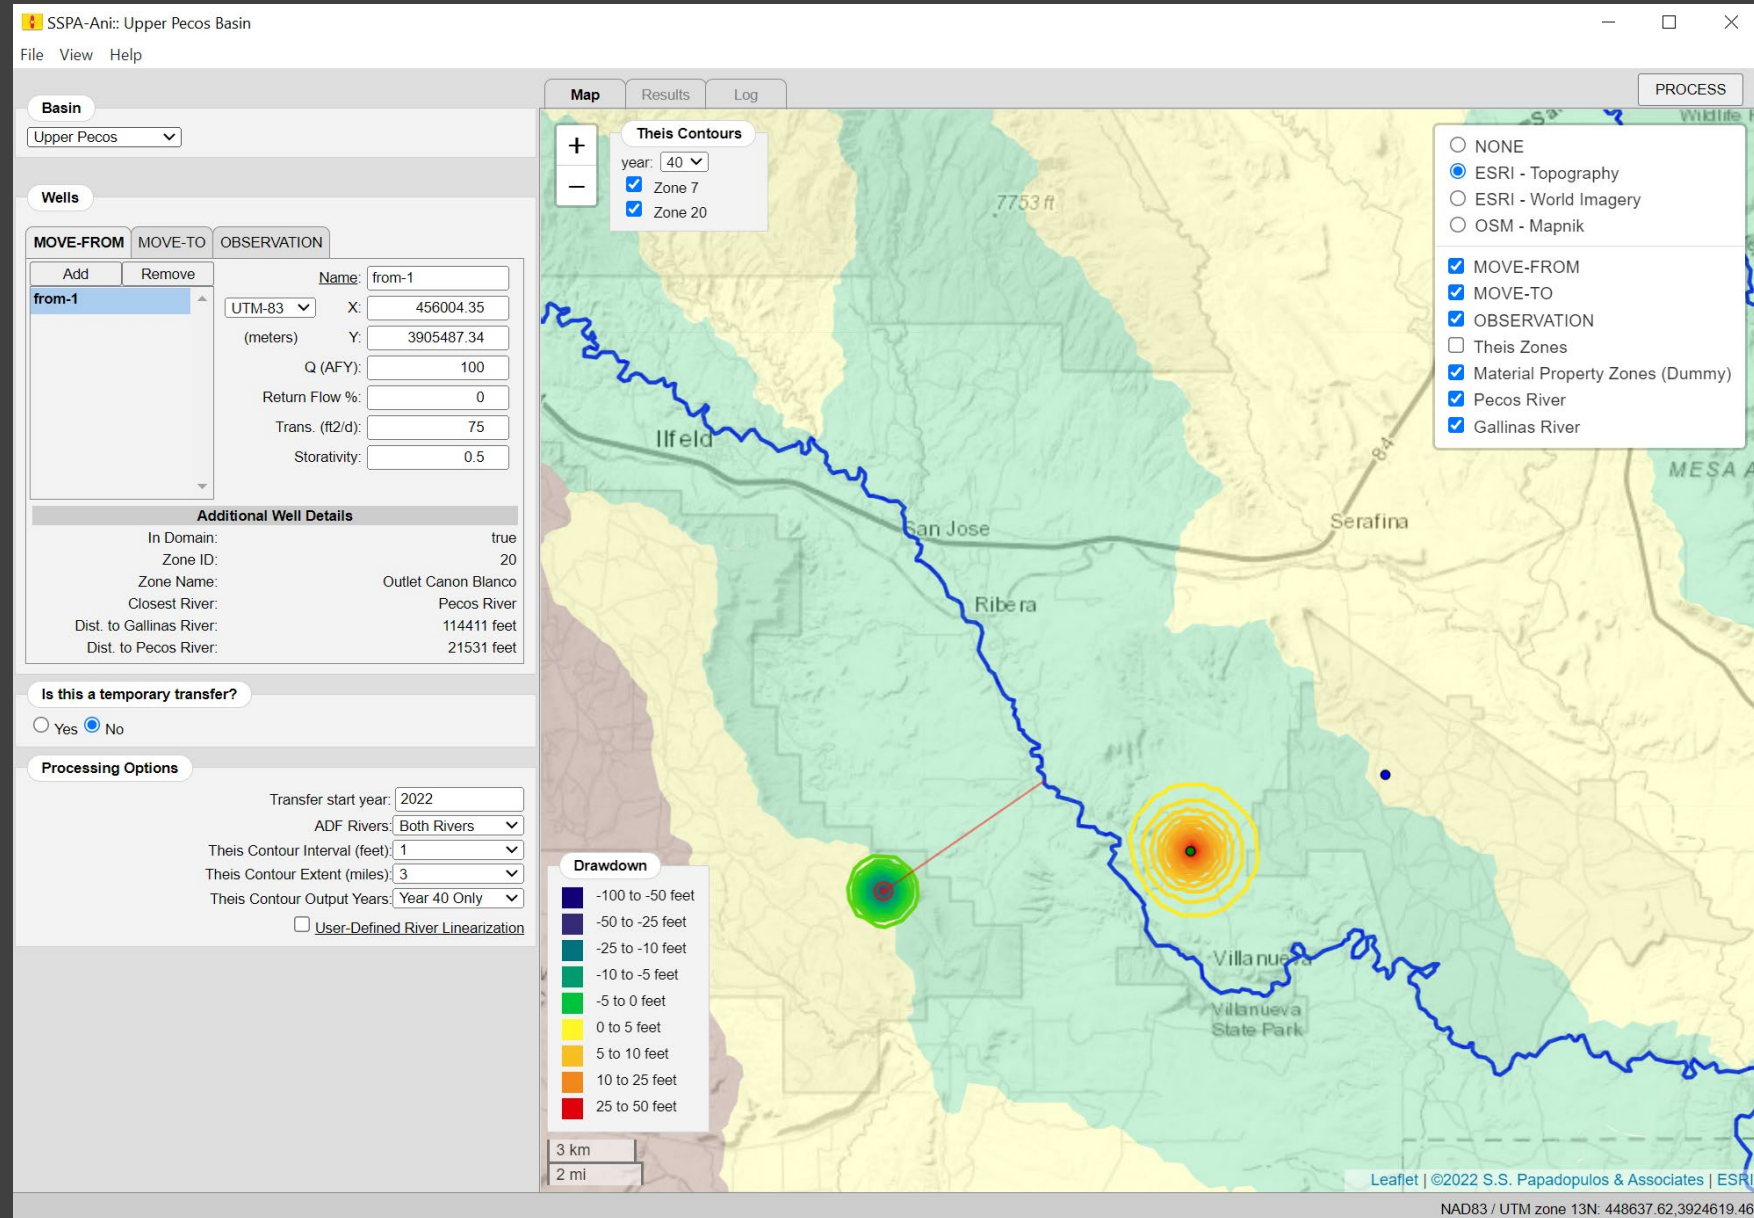 SSPA-Ani:: Upper Pecos Basin
File View Help
Basin
Upper Pecos
Wells
MOVE-FROM MOVE-TO OBSERVATION
Add Remove
from-1
Name: from-1
UTM-83 X: 456004.35
(meters) Y: 3905487.34
Q (AFY): 100
Return Flow %: 0
Trans. (ft2/d): 75
Storativity: 0.5
Additional Well Details
In Domain: true
Zone ID: 20
Zone Name: Outlet Canon Blanco
Closest River: Pecos River
Dist. to Gallinas River: 114411 feet
Dist. to Pecos River: 21531 feet
Is this a temporary transfer?
Yes No
Processing Options
Transfer start year: 2022
ADF Rivers: Both Rivers
Theis Contour Interval (feet): 1
Theis Contour Extent (miles): 3
Theis Contour Output Years: Year 40 Only
User-Defined River Linearization
Map Results Log
PROCESS
+
−
Theis Contours
year: 40
Zone 7
Zone 20
7753 ft
Wildlife
NONE
ESRI - Topography
ESRI - World Imagery
OSM - Mapnik
MOVE-FROM
MOVE-TO
OBSERVATION
Theis Zones
Material Property Zones (Dummy)
Pecos River
Gallinas River
84
MESA
Ilfeld
San Jose
Serafina
Ribera
Villanueva
Villanueva
State Park
Drawdown
-100 to -50 feet
-50 to -25 feet
-25 to -10 feet
-10 to -5 feet
-5 to 0 feet
0 to 5 feet
5 to 10 feet
10 to 25 feet
25 to 50 feet
3 km
2 mi
Leaflet | ©2022 S.S. Papadopulos & Associates | ESRI
NAD83 / UTM zone 13N: 448637.62,3924619.46